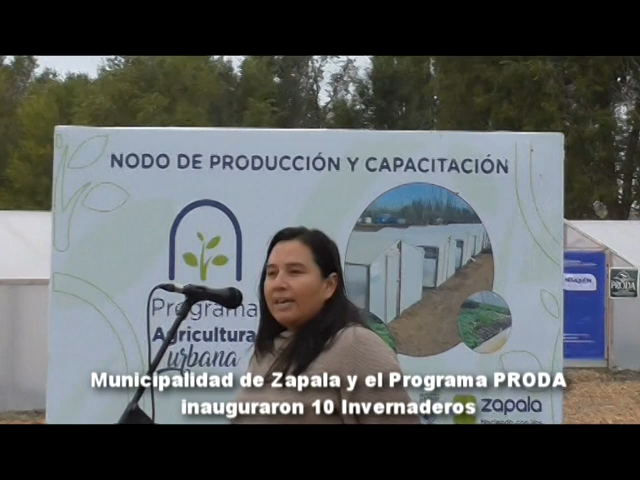 NODO DE PRODUCCIÓN Y CAPACITACIÓN
Programa
Agricultura
urbana
PRODA
Municipalidad de Zapala y el Programa PRODA
inauguraron 10 Invernaderos
zapala